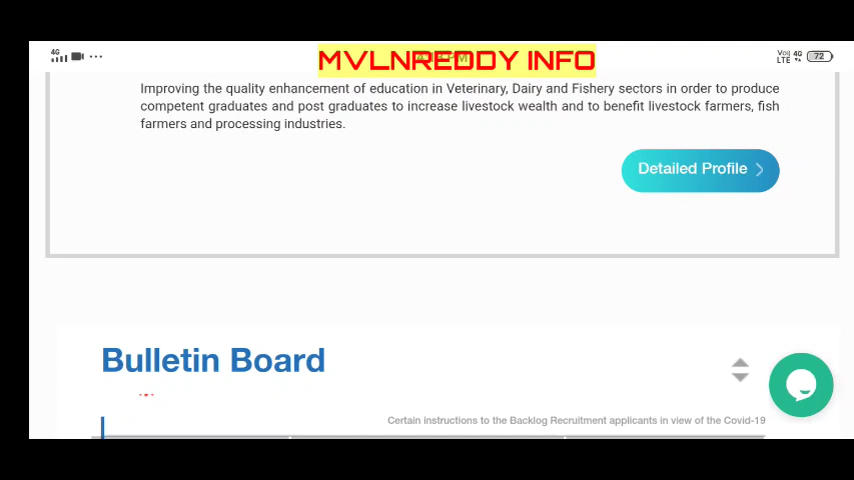 4G
MVLNREDDY INFO
Voi) 4G
LTE
72
Improving the quality enhancement of education in Veterinary, Dairy and Fishery sectors in order to produce
competent graduates and post graduates to increase livestock wealth and to benefit livestock farmers, fish
farmers and processing industries.
Detailed Profile
Bulletin Board
Certain instructions to the Backlog Recruitment applicants in view of the Covid-19